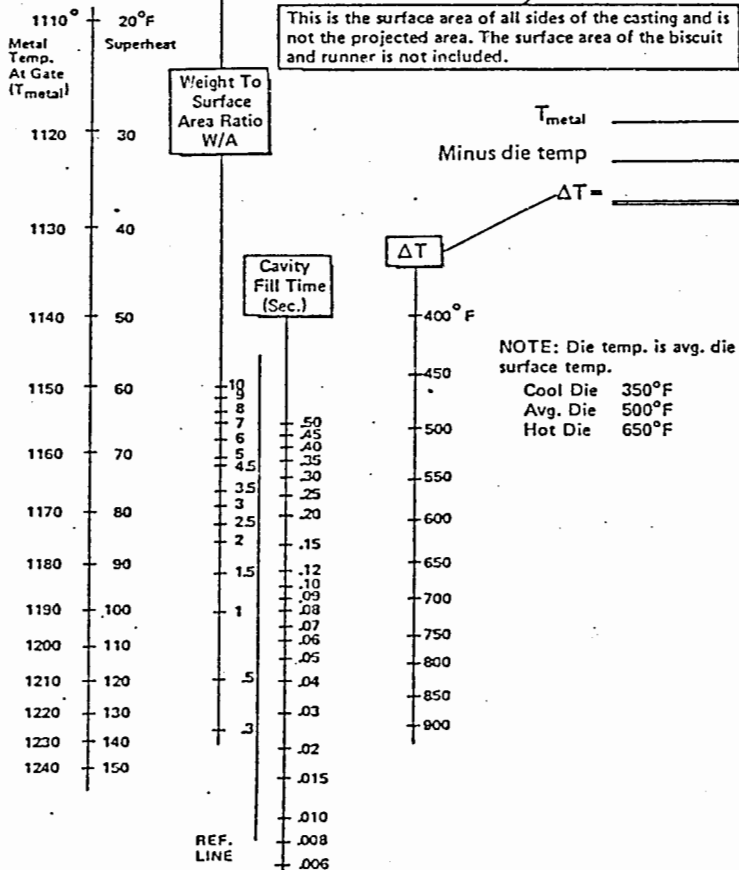 This is the surface area of all sides of the casting and is
not the projected area. The surface area of the biscuit
and runner is not included.
1110° 20°F
Metal
Temp.
At Gate
(Tmetal)
Superheat
1120 30
1130 40
1140 50
1150 60
1160 70
1170 80
1180 90
1190 100
1200 110
1210 120
1220 130
1230 140
1240 150
Weight To
Surface
Area Ratio
W/A
10
9
8
7
6
5
4.5
3.5
3
2.5
2
1.5
1
.5
.3
REF.
LINE
Cavity
Fill Time
(Sec.)
.50
.45
.40
.35
.30
.25
.20
.15
.12
.10
.09
.08
.07
.06
.05
.04
.03
.02
.015
.010
.008
.006
Tmetal
Minus die temp
ΔT=
ΔT
400°F
450
500
550
600
650
700
750
800
850
900
NOTE: Die temp. is avg. die
surface temp.
Cool Die 350°F
Avg. Die 500°F
Hot Die 650°F